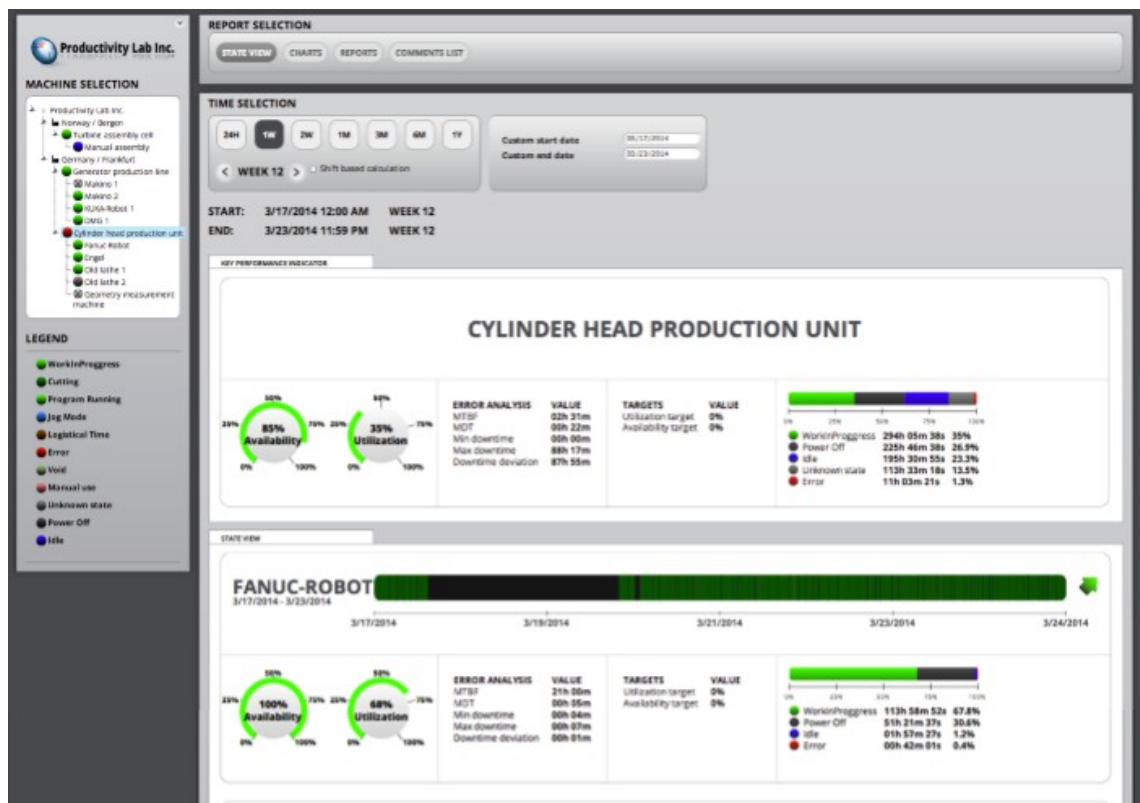 Productivity Lab Inc.
MACHINE SELECTION
Productivity Lab Inc.
Norway / Bergen
Turbine assembly cell
Manual assembly
Germany / Frankfurt
Generator production line
Makino 1
Makino 2
KUKA-Robot 1
DMG 1
Cylinder head production unit
Fanuc Robot
Engel
Old lathe 1
Old lathe 2
Geometry measurement
machine
LEGEND
WorkInProggress
Cutting
Program Running
Jog Mode
Logistical Time
Error
Void
Manual use
Unknown state
Power Off
Idle
REPORT SELECTION
STATE VIEW CHARTS REPORTS COMMENTS LIST
TIME SELECTION
24H 1W 2W 1M 3M 6M 1Y
< WEEK 12 > Shift based calculation
Custom start date 03/17/2014
Custom end date 03/23/2014
START: 3/17/2014 12:00 AM WEEK 12
END: 3/23/2014 11:59 PM WEEK 12
KEY PERFORMANCE INDICATOR
CYLINDER HEAD PRODUCTION UNIT
0% 25% 50% 75% 100%
85%
Availability
0% 25% 50% 75% 100%
35%
Utilization
ERROR ANALYSIS VALUE
MTBF 02h 31m
MDT 00h 22m
Min downtime 00h 00m
Max downtime 88h 17m
Downtime deviation 87h 55m
TARGETS VALUE
Utilization target 0%
Availability target 0%
0% 25% 50% 75% 100%
WorkInProggress 294h 05m 38s 35%
Power Off 225h 46m 38s 26.9%
Idle 195h 30m 55s 23.3%
Unknown state 113h 33m 18s 13.5%
Error 11h 03m 21s 1.3%
STATE VIEW
FANUC-ROBOT
3/17/2014 - 3/23/2014
3/17/2014 3/19/2014 3/21/2014 3/23/2014 3/24/2014
0% 25% 50% 75% 100%
100%
Availability
0% 25% 50% 75% 100%
68%
Utilization
ERROR ANALYSIS VALUE
MTBF 21h 00m
MDT 00h 05m
Min downtime 00h 04m
Max downtime 00h 07m
Downtime deviation 00h 01m
TARGETS VALUE
Utilization target 0%
Availability target 0%
0% 25% 50% 75% 100%
WorkInProggress 113h 58m 52s 67.8%
Power Off 51h 21m 37s 30.6%
Idle 01h 57m 27s 1.2%
Error 00h 42m 01s 0.4%